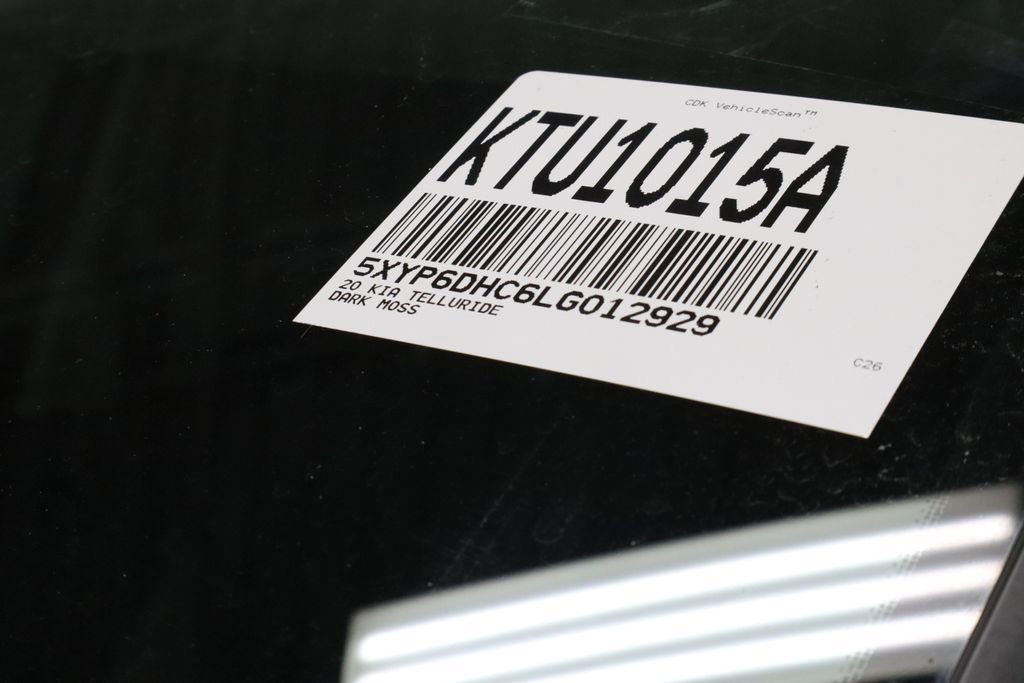 CDK VehicleScan™
KTU1015A
5XYP6DHC6LG012929
20 KIA TELLURIDE
DARK MOSS
C26